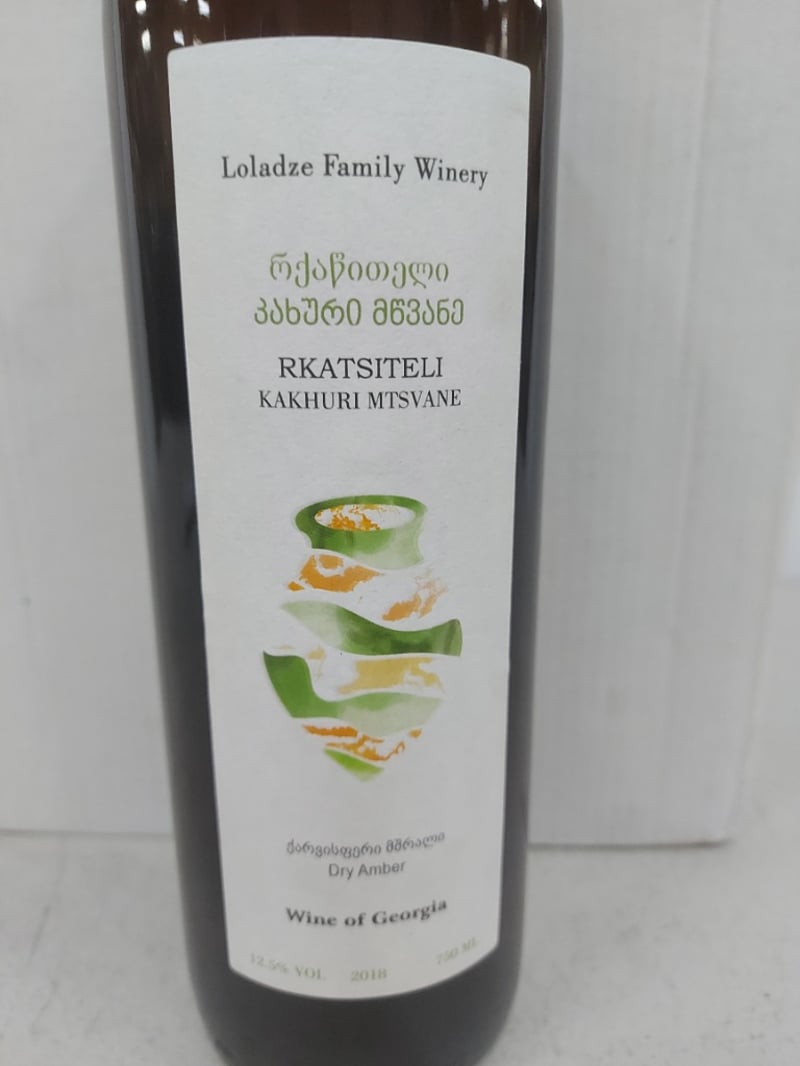 Loladze Family Winery
რქაწითელი
კახური მწვანე
RKATSITELI
KAKHURI MTSVANE
ქარვისფერი მშრალი
Dry Amber
Wine of Georgia
12.5% VOL 2018 750 ML